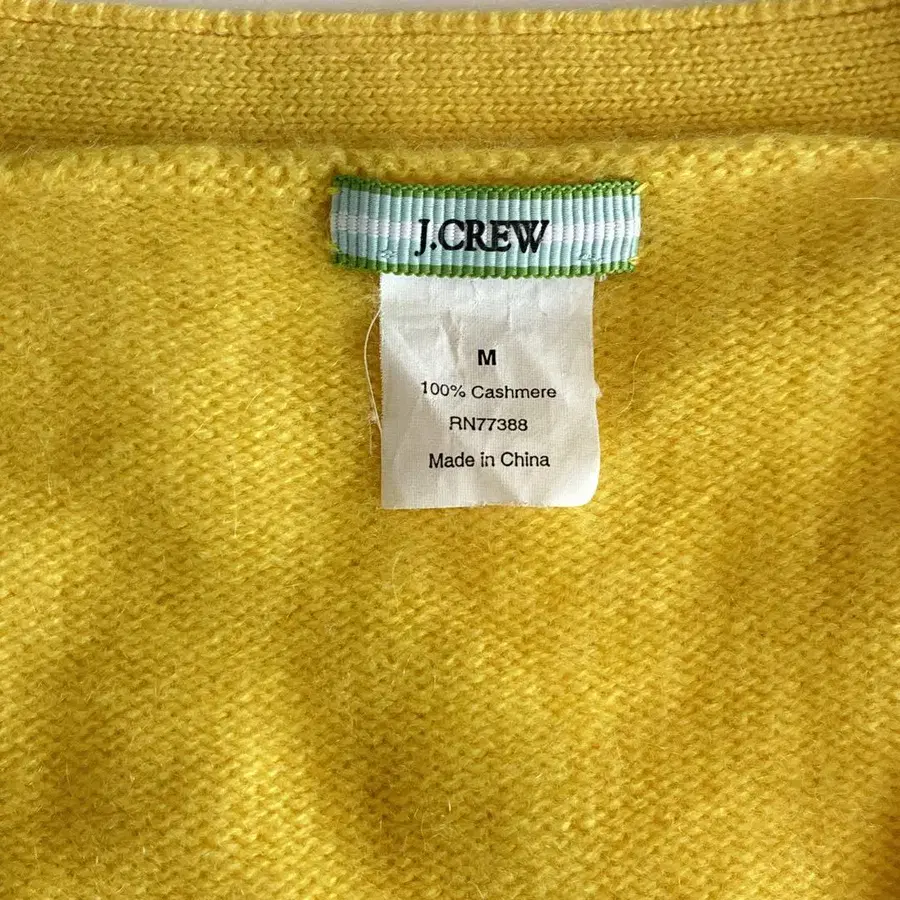 J.CREW
M
100% Cashmere
RN77388
Made in China